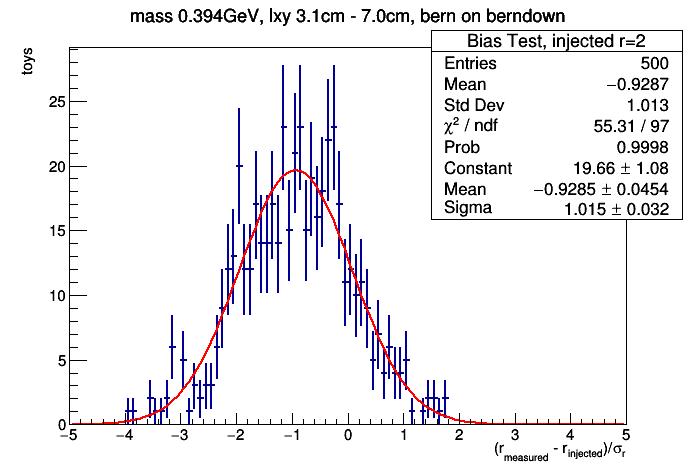 mass 0.394GeV, lxy 3.1cm - 7.0cm, bern on berndown
toys
Bias Test, injected r=2
Entries 500
Mean −0.9287
Std Dev 1.013
χ² / ndf 55.31 / 97
Prob 0.9998
Constant 19.66 ± 1.08
Mean −0.9285 ± 0.0454
Sigma 1.015 ± 0.032
25
20
15
10
5
0
−5 −4 −3 −2 −1 0 1 2 3 4 5
(r_measured - r_injected)/σ_r